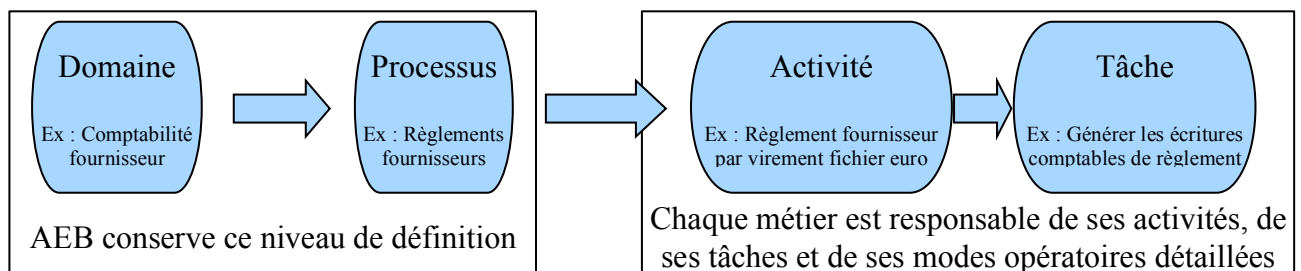 Domaine
Ex : Comptabilité
fournisseur
Processus
Ex : Règlements
fournisseurs
AEB conserve ce niveau de définition
Activité
Ex : Règlement fournisseur
par virement fichier euro
Tâche
Ex : Générer les écritures
comptables de règlement
Chaque métier est responsable de ses activités, de
ses tâches et de ses modes opératoires détaillées